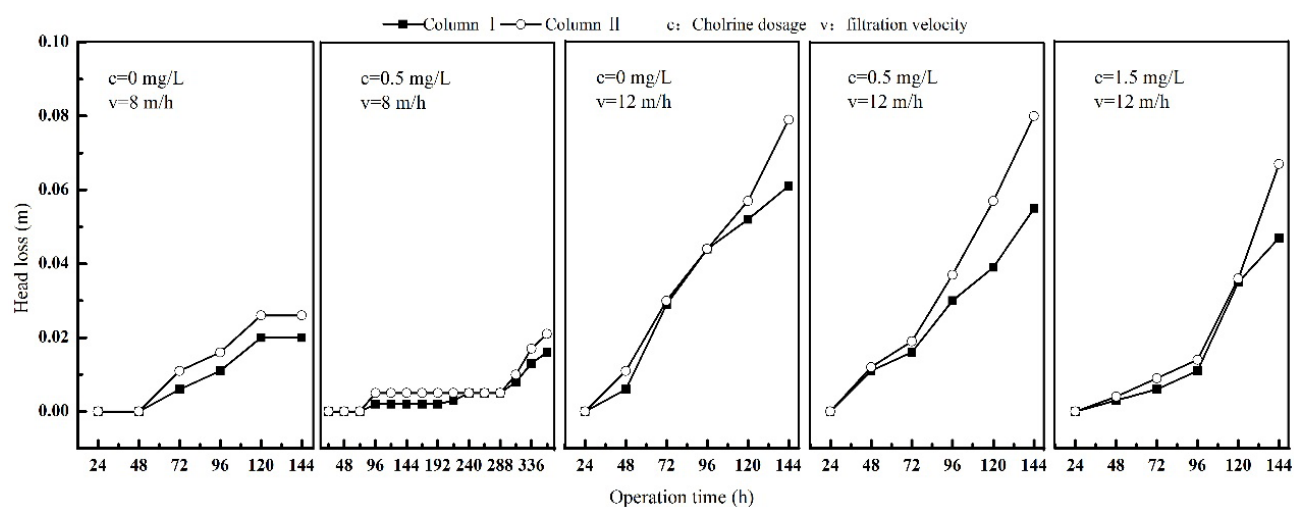 Column Ⅰ Column Ⅱ c: Cholrine dosage v: filtration velocity
Head loss (m)
0.10
0.08
0.06
0.04
0.02
0.00
c=0 mg/L
v=8 m/h
24 48 72 96 120 144
c=0.5 mg/L
v=8 m/h
48 96 144 192 240 288 336
c=0 mg/L
v=12 m/h
24 48 72 96 120 144
c=0.5 mg/L
v=12 m/h
24 48 72 96 120 144
c=1.5 mg/L
v=12 m/h
24 48 72 96 120 144
Operation time (h)